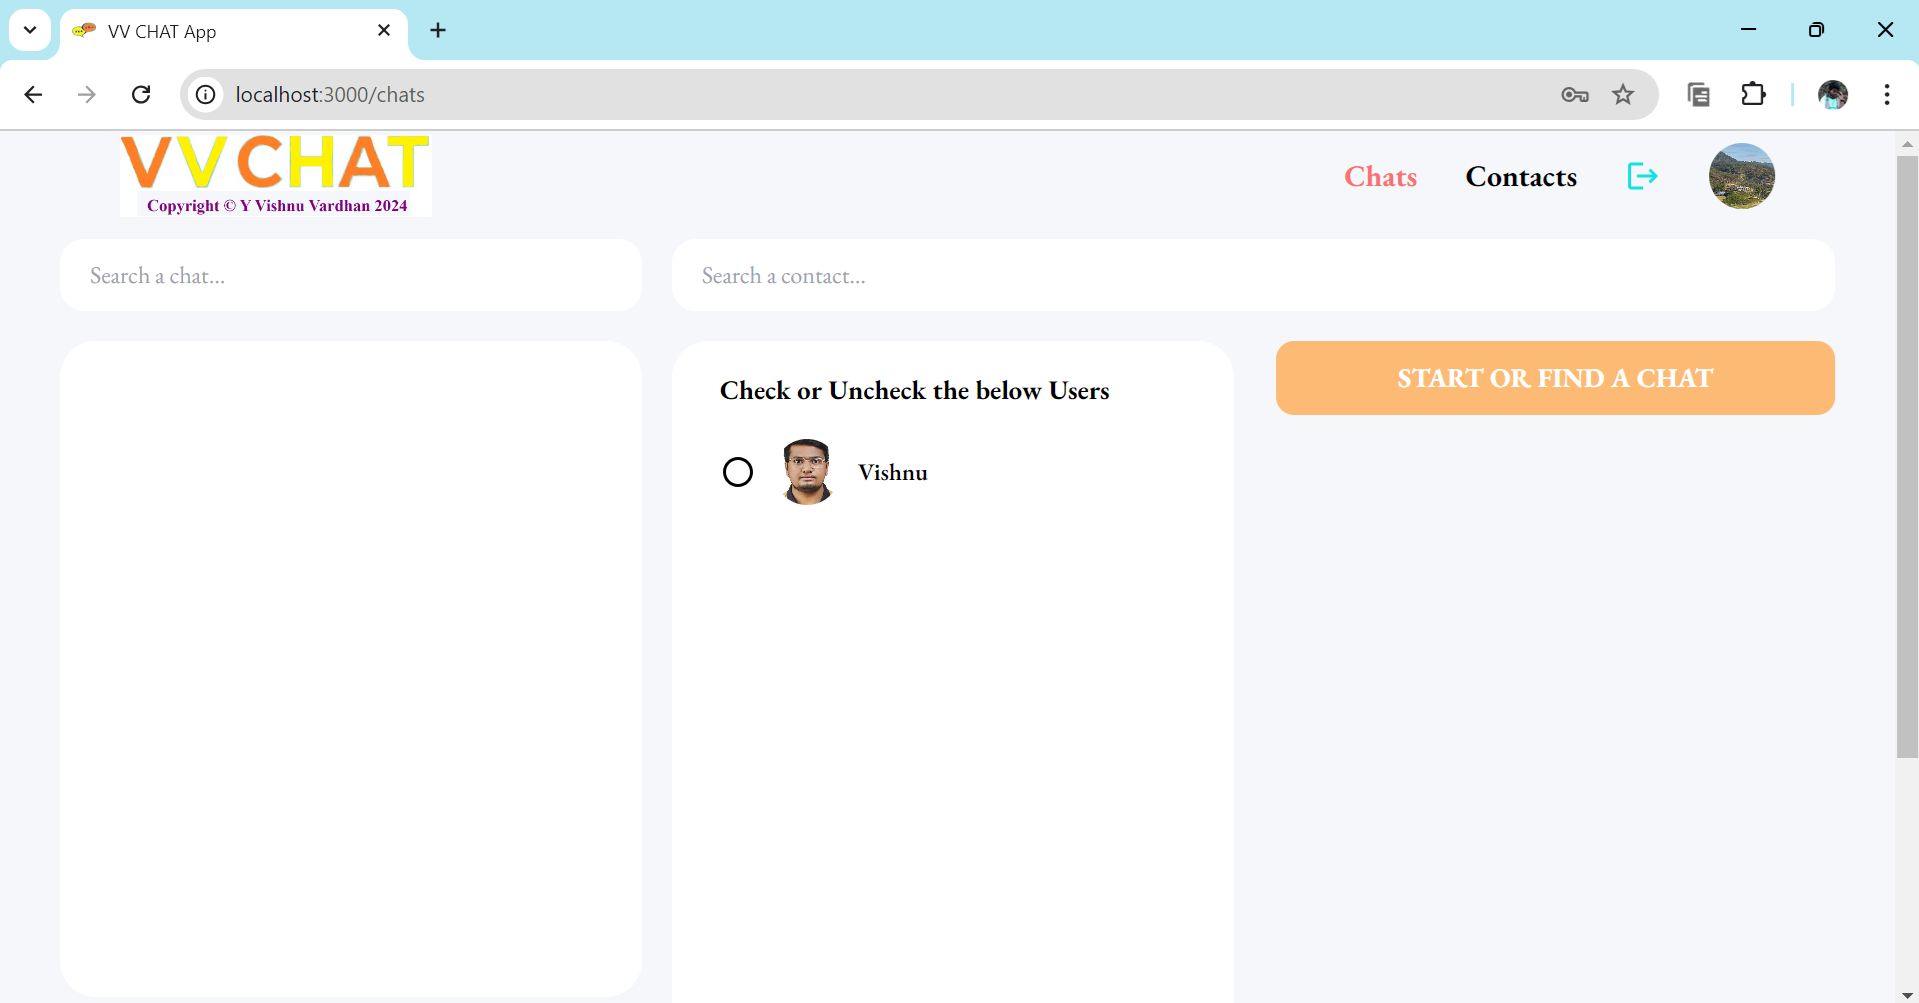 VV CHAT App
localhost:3000/chats
VVCHAT
Copyright © Y Vishnu Vardhan 2024
Chats
Contacts
Search a chat...
Search a contact...
Check or Uncheck the below Users
START OR FIND A CHAT
Vishnu